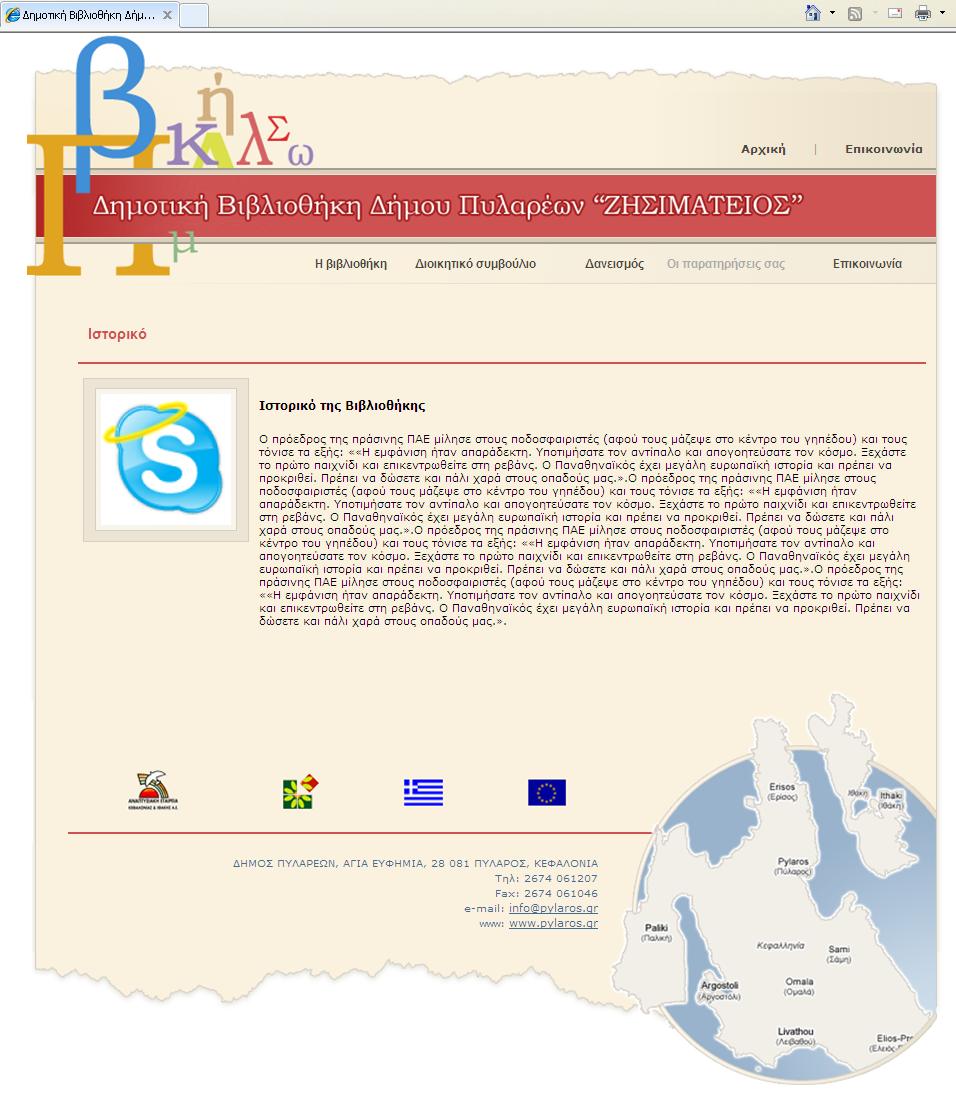 Δημοτική Βιβλιοθήκη Δήμ...
β
ή
κ
λ
λ
Σ
ω
Π
μ
Αρχική | Επικοινωνία
Δημοτική Βιβλιοθήκη Δήμου Πυλαρέων “ΖΗΣΙΜΑΤΕΙΟΣ”
Η βιβλιοθήκη Διοικητικό συμβούλιο Δανεισμός Οι παρατηρήσεις σας Επικοινωνία
Ιστορικό
S
Ιστορικό της Βιβλιοθήκης
Ο πρόεδρος της πράσινης ΠΑΕ μίλησε στους ποδοσφαιριστές (αφού τους μάζεψε στο κέντρο του γηπέδου) και τους
τόνισε τα εξής: ««Η εμφάνιση ήταν απαράδεκτη. Υποτιμήσατε τον αντίπαλο και απογοητεύσατε τον κόσμο. Ξεχάστε
το πρώτο παιχνίδι και επικεντρωθείτε στη ρεβάνς. Ο Παναθηναϊκός έχει μεγάλη ευρωπαϊκή ιστορία και πρέπει να
προκριθεί. Πρέπει να δώσετε και πάλι χαρά στους οπαδούς μας.».Ο πρόεδρος της πράσινης ΠΑΕ μίλησε στους
ποδοσφαιριστές (αφού τους μάζεψε στο κέντρο του γηπέδου) και τους τόνισε τα εξής: ««Η εμφάνιση ήταν
απαράδεκτη. Υποτιμήσατε τον αντίπαλο και απογοητεύσατε τον κόσμο. Ξεχάστε το πρώτο παιχνίδι και επικεντρωθείτε
στη ρεβάνς. Ο Παναθηναϊκός έχει μεγάλη ευρωπαϊκή ιστορία και πρέπει να προκριθεί. Πρέπει να δώσετε και πάλι
χαρά στους οπαδούς μας.».Ο πρόεδρος της πράσινης ΠΑΕ μίλησε στους ποδοσφαιριστές (αφού τους μάζεψε στο
κέντρο του γηπέδου) και τους τόνισε τα εξής: ««Η εμφάνιση ήταν απαράδεκτη. Υποτιμήσατε τον αντίπαλο και
απογοητεύσατε τον κόσμο. Ξεχάστε το πρώτο παιχνίδι και επικεντρωθείτε στη ρεβάνς. Ο Παναθηναϊκός έχει μεγάλη
ευρωπαϊκή ιστορία και πρέπει να προκριθεί. Πρέπει να δώσετε και πάλι χαρά στους οπαδούς μας.».Ο πρόεδρος της
πράσινης ΠΑΕ μίλησε στους ποδοσφαιριστές (αφού τους μάζεψε στο κέντρο του γηπέδου) και τους τόνισε τα εξής:
««Η εμφάνιση ήταν απαράδεκτη. Υποτιμήσατε τον αντίπαλο και απογοητεύσατε τον κόσμο. Ξεχάστε το πρώτο παιχνίδι
και επικεντρωθείτε στη ρεβάνς. Ο Παναθηναϊκός έχει μεγάλη ευρωπαϊκή ιστορία και πρέπει να προκριθεί. Πρέπει να
δώσετε και πάλι χαρά στους οπαδούς μας.».
ΑΝΑΠΤΥΞΙΑΚΗ ΕΤΑΙΡΕΙΑ
ΚΕΦΑΛΟΝΙΑΣ & ΙΘΑΚΗΣ Α.Ε.
ΔΗΜΟΣ ΠΥΛΑΡΕΩΝ, ΑΓΙΑ ΕΥΦΗΜΙΑ, 28 081 ΠΥΛΑΡΟΣ, ΚΕΦΑΛΟΝΙΑ
Τηλ: 2674 061207
Fax: 2674 061046
e-mail: info@pylaros.gr
www: www.pylaros.gr
Erisos
(Ερίσος)
Ιθάκη
Ithaki
(Ιθάκη)
Pylaros
(Πύλαρος)
Paliki
(Παλική)
Κεφαλληνία
Sami
(Σάμη)
Argostoli
(Αργοστόλι)
Omala
(Ομαλά)
Livathou
(Λειβαθού)
Elios-Pr
(Ελειός-